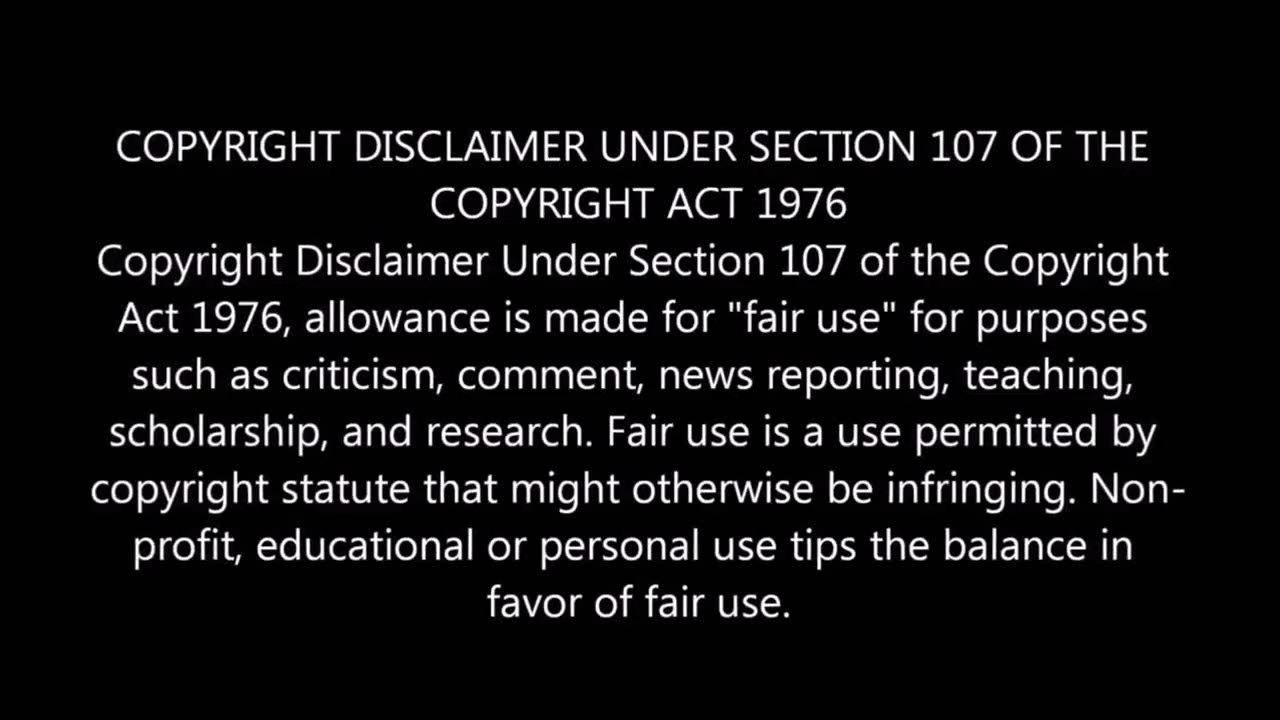 COPYRIGHT DISCLAIMER UNDER SECTION 107 OF THE
COPYRIGHT ACT 1976
Copyright Disclaimer Under Section 107 of the Copyright
Act 1976, allowance is made for "fair use" for purposes
such as criticism, comment, news reporting, teaching,
scholarship, and research. Fair use is a use permitted by
copyright statute that might otherwise be infringing. Non-
profit, educational or personal use tips the balance in
favor of fair use.